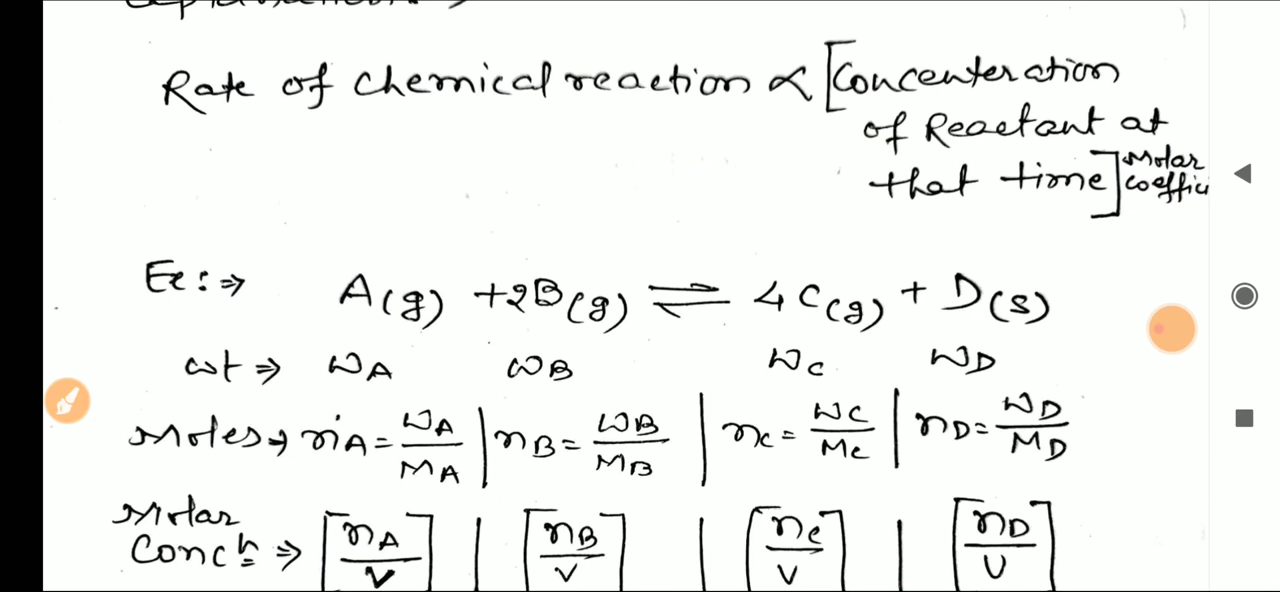 Rate of chemical reaction ∝ [Concenteration
of Reactant at
that time] Molar coeffici
Ex: ⇒ A(g) + 2B(g) ⇌ 4C(g) + D(s)
wt ⇒ WA WB WC WD
Moles → nA = WA/MA | nB = WB/MB | nC = WC/MC | nD = WD/MD
Molar
Concn ⇒ [nA/V] | [nB/V] | [nC/V] | [nD/V]